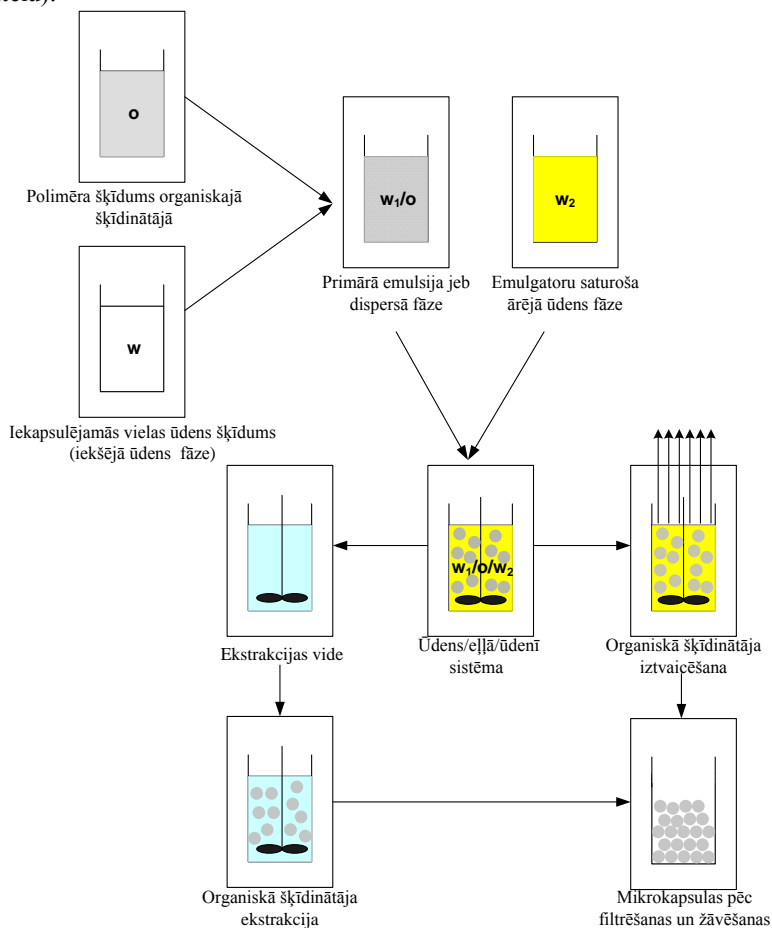 o
Polimēra šķīdums organiskajā
šķīdinātājā
w
Iekapsulējamās vielas ūdens šķīdums
(iekšējā ūdens fāze)
w₁/o
Primārā emulsija jeb
dispersā fāze
w₂
Emulgatoru saturoša
ārējā ūdens fāze
Ekstrakcijas vide
w₁/o/w₂
Ūdens/eļļā/ūdenī
sistēma
Organiskā šķīdinātāja
iztvaicēšana
Organiskā šķīdinātāja
ekstrakcija
Mikrokapsulas pēc
filtrēšanas un žāvēšanas